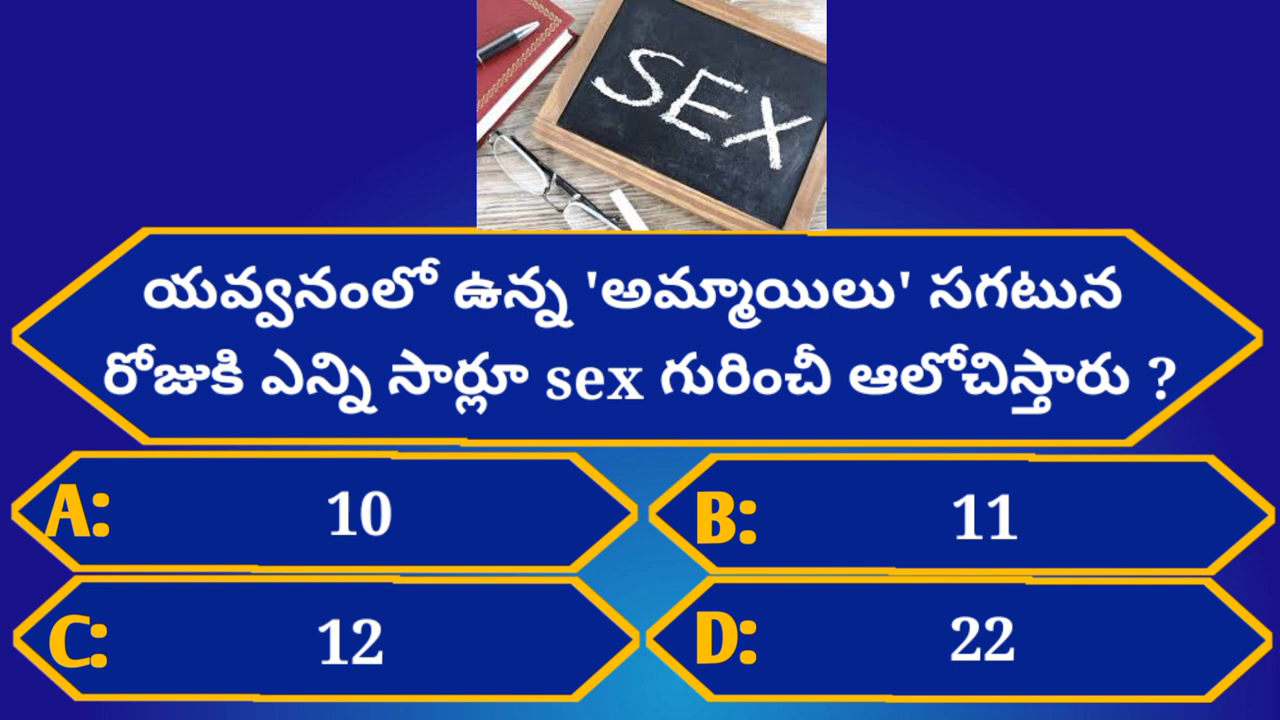 SEX
యవ్వనంలో ఉన్న 'అమ్మాయిలు' సగటున
రోజుకి ఎన్ని సార్లూ sex గురించీ ఆలోచిస్తారు ?
A: 10
B: 11
C: 12
D: 22